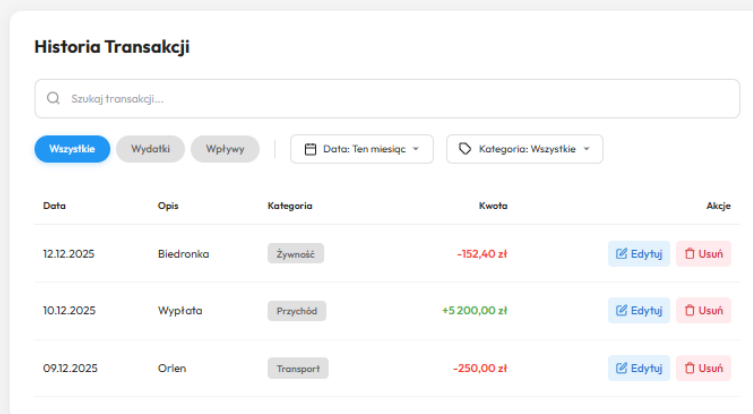 Historia Transakcji
Szukaj transakcji...
Wszystkie Wydatki Wpływy Data: Ten miesiąc Kategoria: Wszystkie
Data Opis Kategoria Kwota Akcje
12.12.2025 Biedronka Żywność -152,40 zł Edytuj Usuń
10.12.2025 Wypłata Przychód +5 200,00 zł Edytuj Usuń
09.12.2025 Orlen Transport -250,00 zł Edytuj Usuń